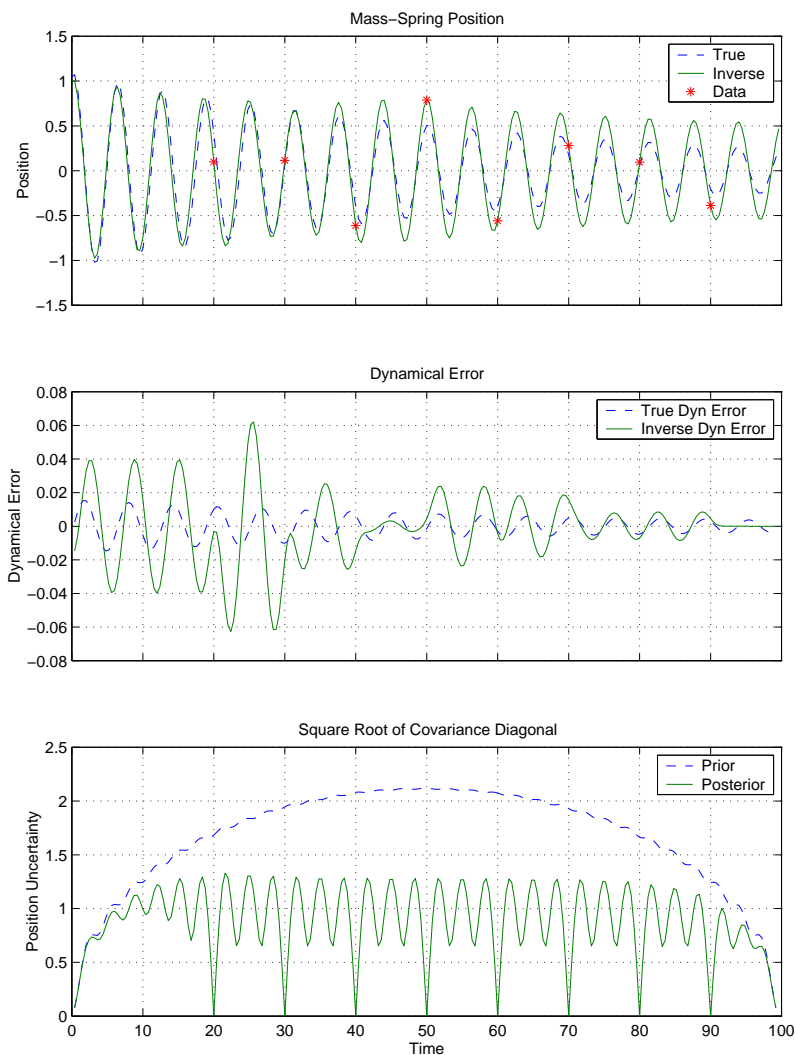 Mass−Spring Position
1.5
1
0.5
0
−0.5
−1
−1.5
Position
True
Inverse
Data
Dynamical Error
0.08
0.06
0.04
0.02
0
−0.02
−0.04
−0.06
−0.08
Dynamical Error
True Dyn Error
Inverse Dyn Error
Square Root of Covariance Diagonal
2.5
2
1.5
1
0.5
0
Position Uncertainty
Prior
Posterior
0 10 20 30 40 50 60 70 80 90 100
Time